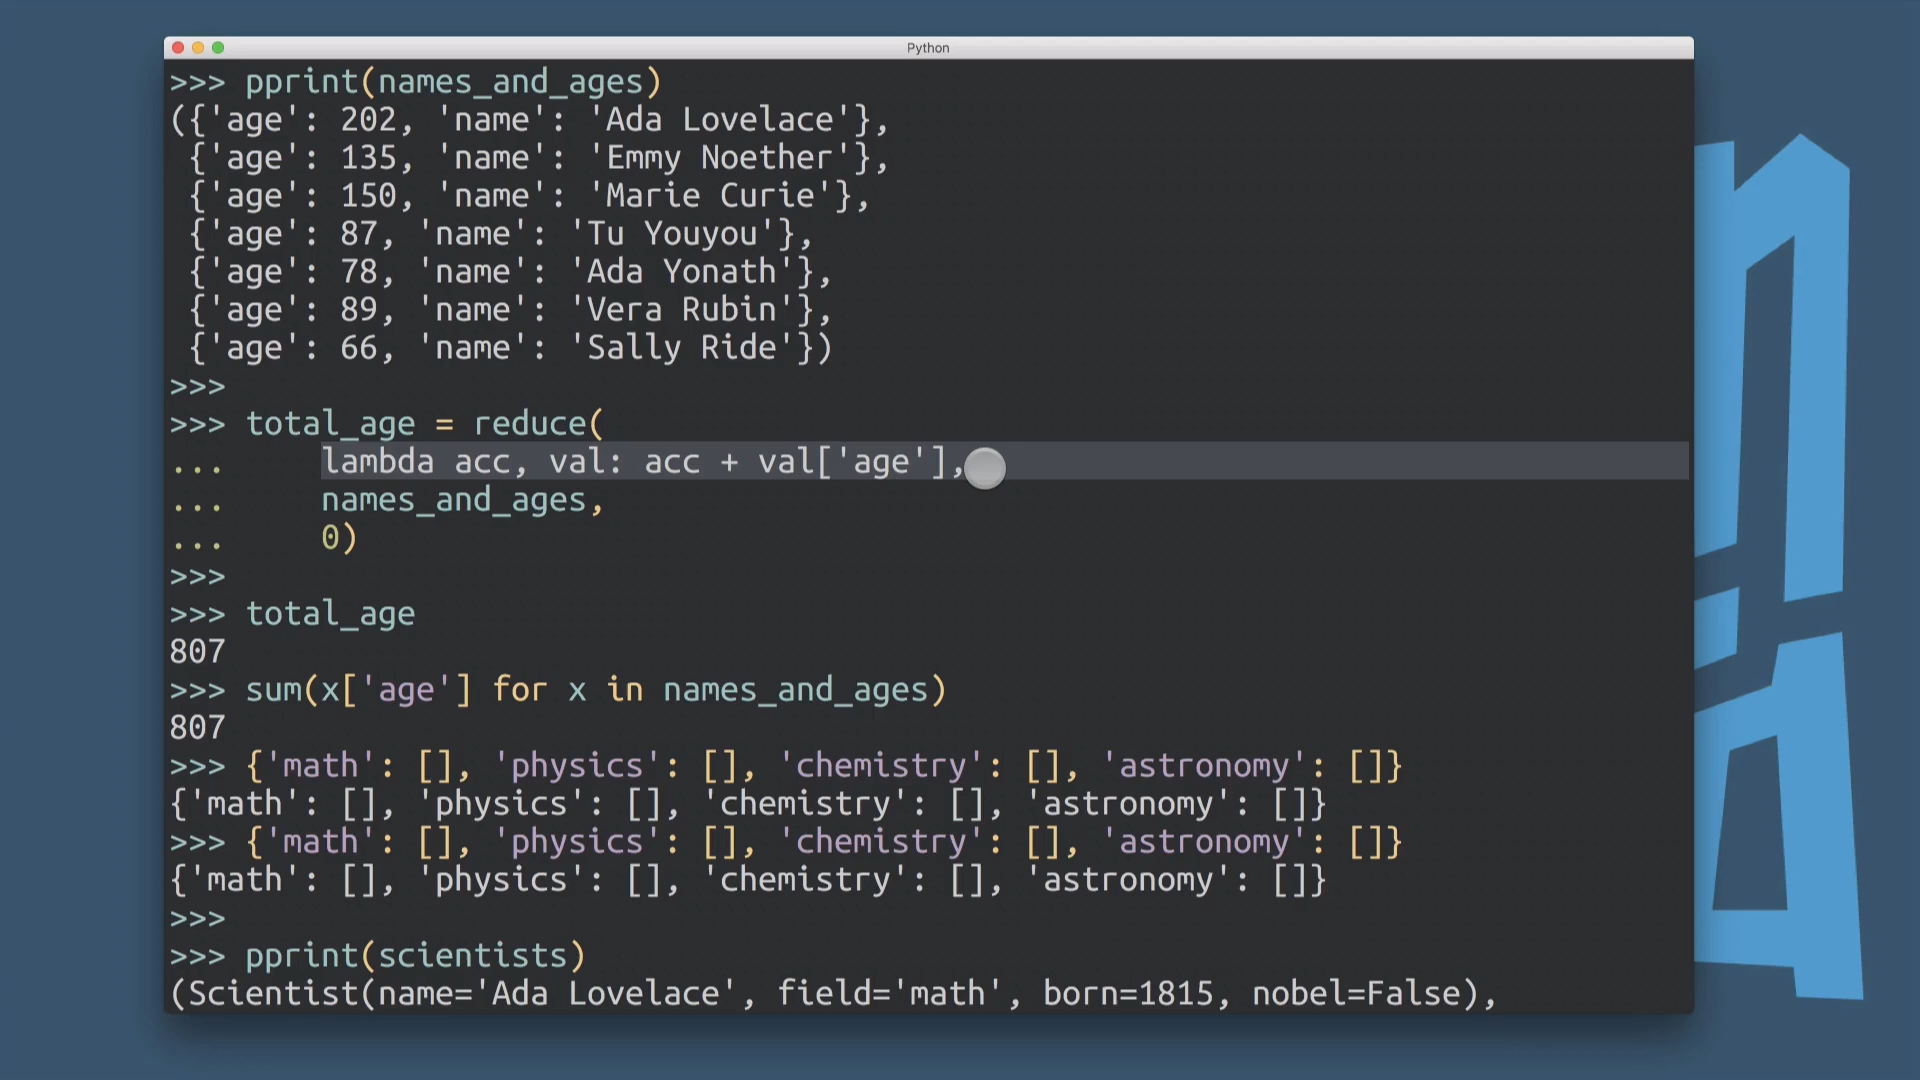 Python
>>> pprint(names_and_ages)
({'age': 202, 'name': 'Ada Lovelace'},
 {'age': 135, 'name': 'Emmy Noether'},
 {'age': 150, 'name': 'Marie Curie'},
 {'age': 87, 'name': 'Tu Youyou'},
 {'age': 78, 'name': 'Ada Yonath'},
 {'age': 89, 'name': 'Vera Rubin'},
 {'age': 66, 'name': 'Sally Ride'})
>>>
>>> total_age = reduce(
...     lambda acc, val: acc + val['age'],
...     names_and_ages,
...     0)
>>>
>>> total_age
807
>>> sum(x['age'] for x in names_and_ages)
807
>>> {'math': [], 'physics': [], 'chemistry': [], 'astronomy': []}
{'math': [], 'physics': [], 'chemistry': [], 'astronomy': []}
>>> {'math': [], 'physics': [], 'chemistry': [], 'astronomy': []}
{'math': [], 'physics': [], 'chemistry': [], 'astronomy': []}
>>>
>>> pprint(scientists)
(Scientist(name='Ada Lovelace', field='math', born=1815, nobel=False),